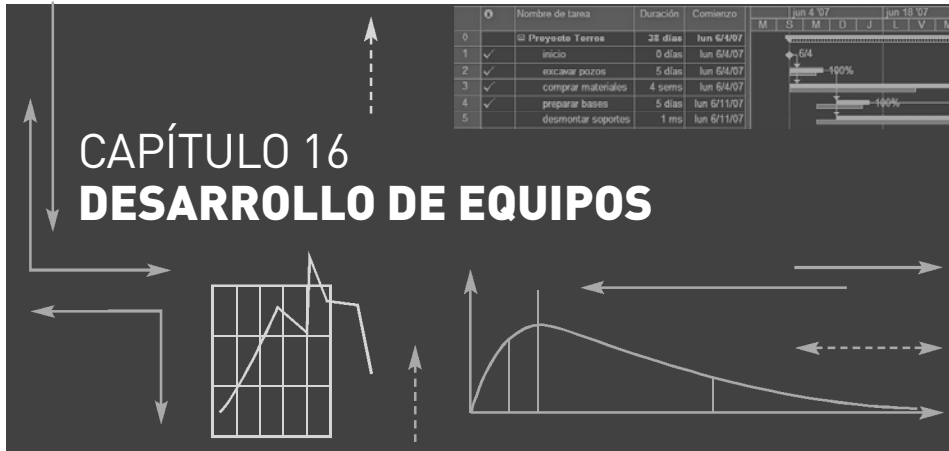 Nombre de tarea Duración Comienzo jun 4 '07 jun 18 '07
M S M D J L V M
0 Proyecto Torres 38 días lun 6/4/07
1 inicio 0 días lun 6/4/07 6/4
2 excavar pozos 5 días lun 6/4/07 100%
3 comprar materiales 4 sems lun 6/4/07
4 preparar bases 5 días lun 6/11/07 100%
5 desmontar soportes 1 ms lun 6/11/07
CAPÍTULO 16
DESARROLLO DE EQUIPOS